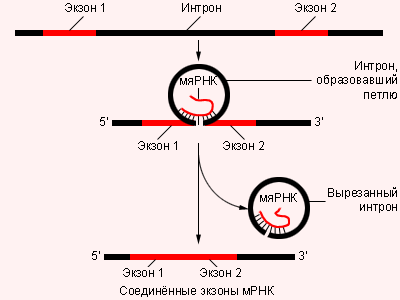 Экзон 1
Интрон
Экзон 2
мяРНК
Интрон,
образовавший
петлю
5'
3'
Экзон 1
Экзон 2
мяРНК
Вырезанный
интрон
5'
3'
Экзон 1
Экзон 2
Соединённые экзоны мРНК